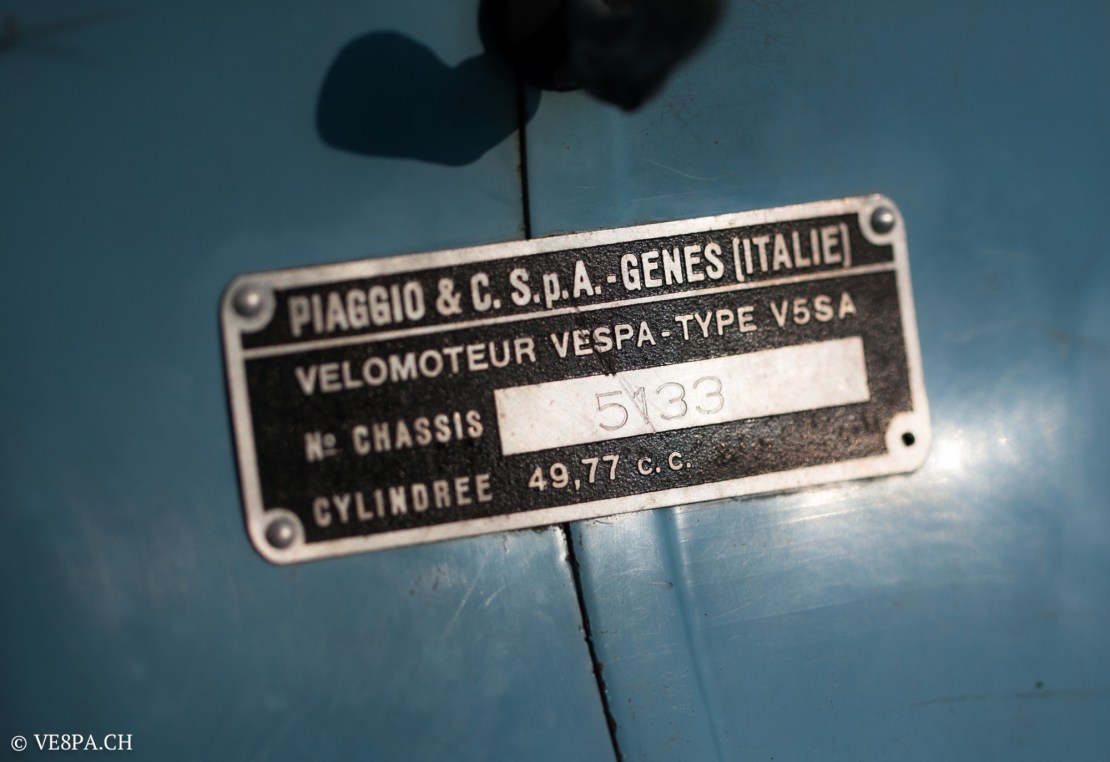 PIAGGIO & C. S.p.A.-GENES (ITALIE)
VELOMOTEUR VESPA-TYPE V5SA
No CHASSIS 5133
CYLINDREE 49,77 c.c.
© VE8PA.CH